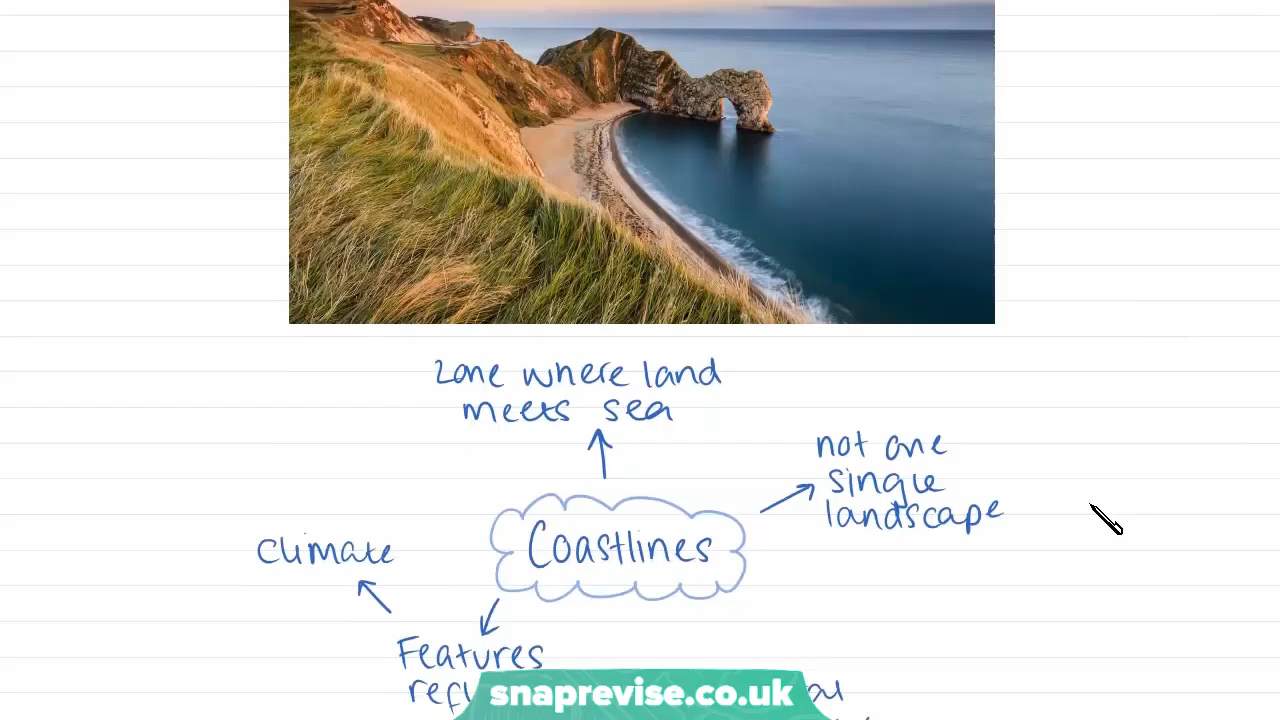 zone where land
meets sea
not one
single
landscape
Coastlines
climate
Features
snaprevise.co.uk